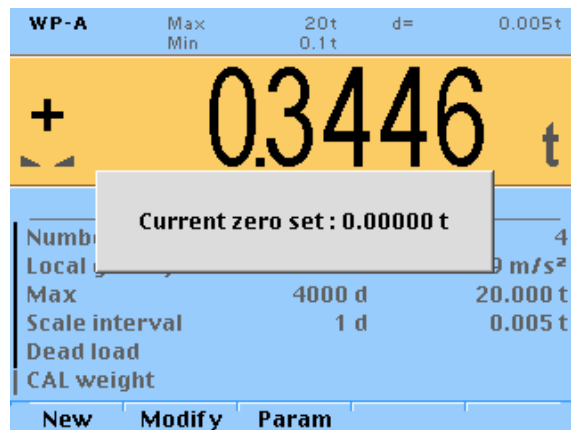 WP-A Max 20t d= 0.005t
Min 0.1t
+ 0.3446 t
Current zero set : 0.00000 t
4
m/s²
Max 4000 d 20.000 t
Scale interval 1 d 0.005 t
Dead load
CAL weight
New Modify Param